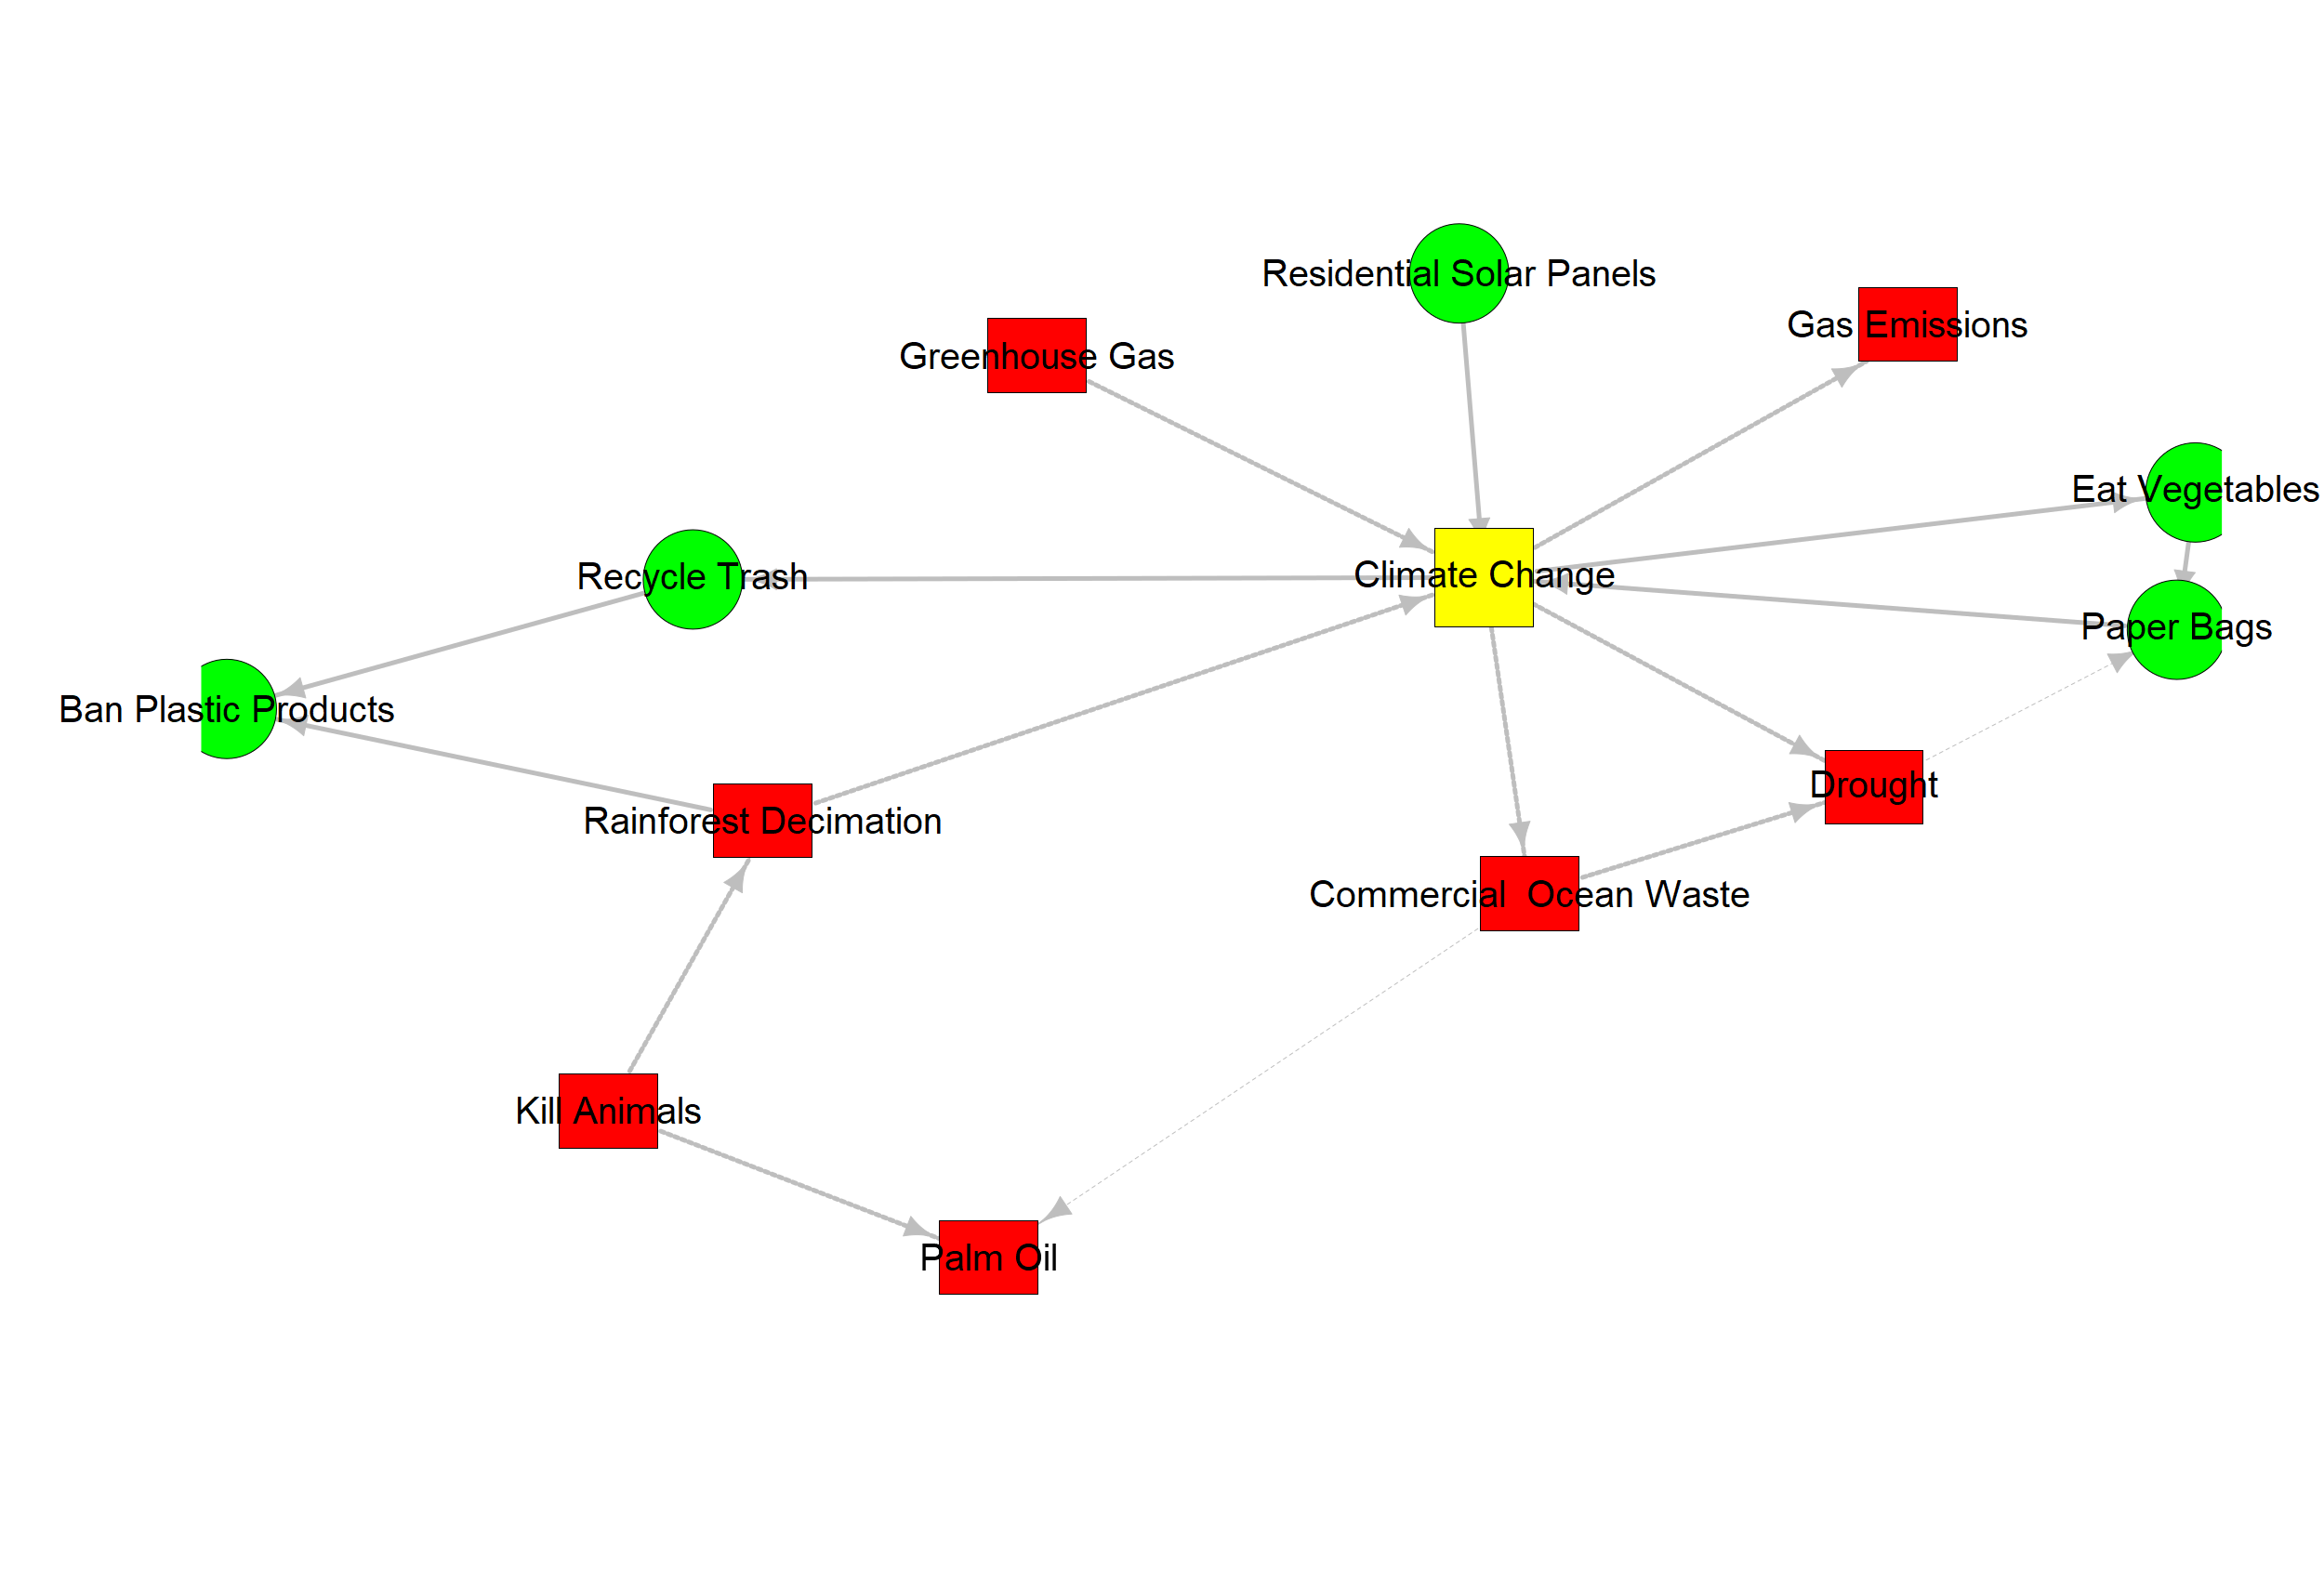 Residential Solar Panels
Gas Emissions
Greenhouse Gas
Eat Vegetables
Recycle Trash
Climate Change
Paper Bags
Ban Plastic Products
Drought
Rainforest Decimation
Commercial  Ocean Waste
Kill Animals
Palm Oil